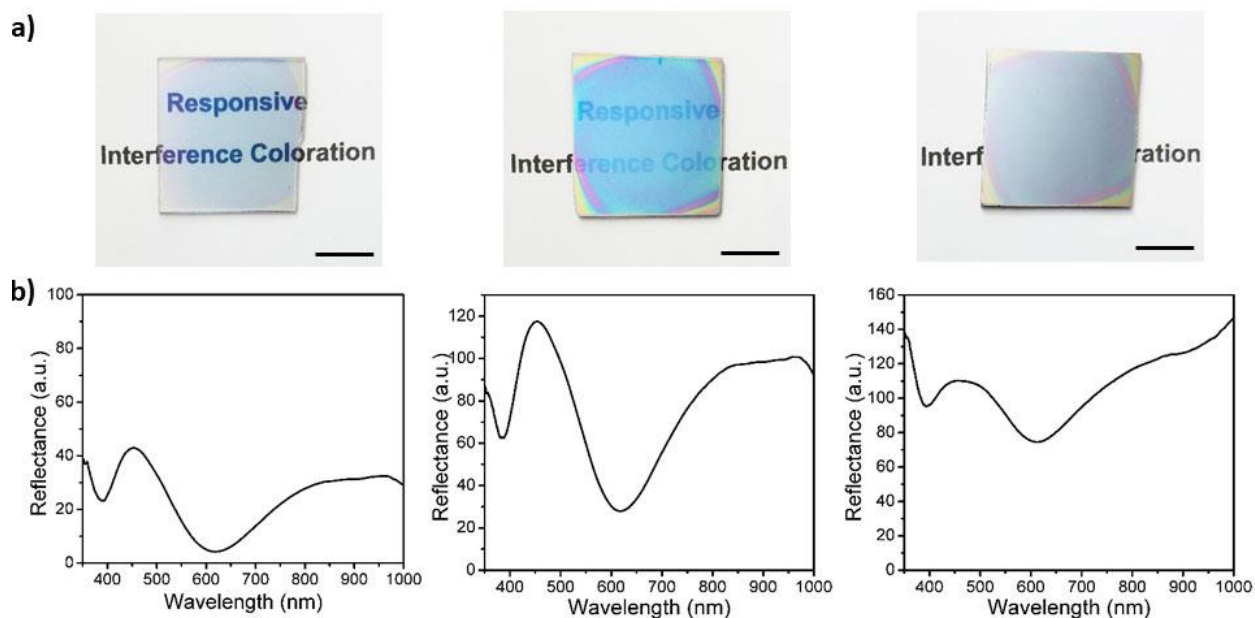 a)
Responsive
Interference Coloration
Responsive
Interference Coloration
Interf
ration
b)
100
80
60
40
20
0
Reflectance (a.u.)
400 500 600 700 800 900 1000
Wavelength (nm)
120
100
80
60
40
20
0
Reflectance (a.u.)
400 500 600 700 800 900 1000
Wavelength (nm)
160
140
120
100
80
60
40
20
0
Reflectance (a.u.)
400 500 600 700 800 900 1000
Wavelength (nm)